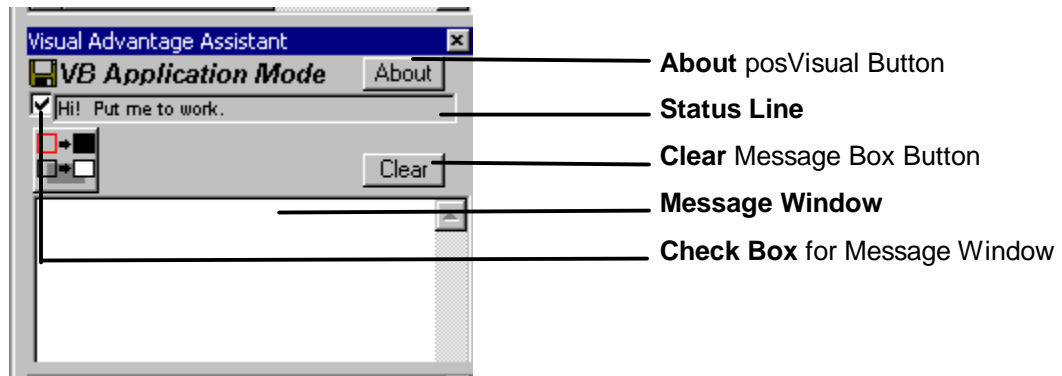 Visual Advantage Assistant
VB Application Mode
About
Hi! Put me to work.
Clear
About posVisual Button
Status Line
Clear Message Box Button
Message Window
Check Box for Message Window